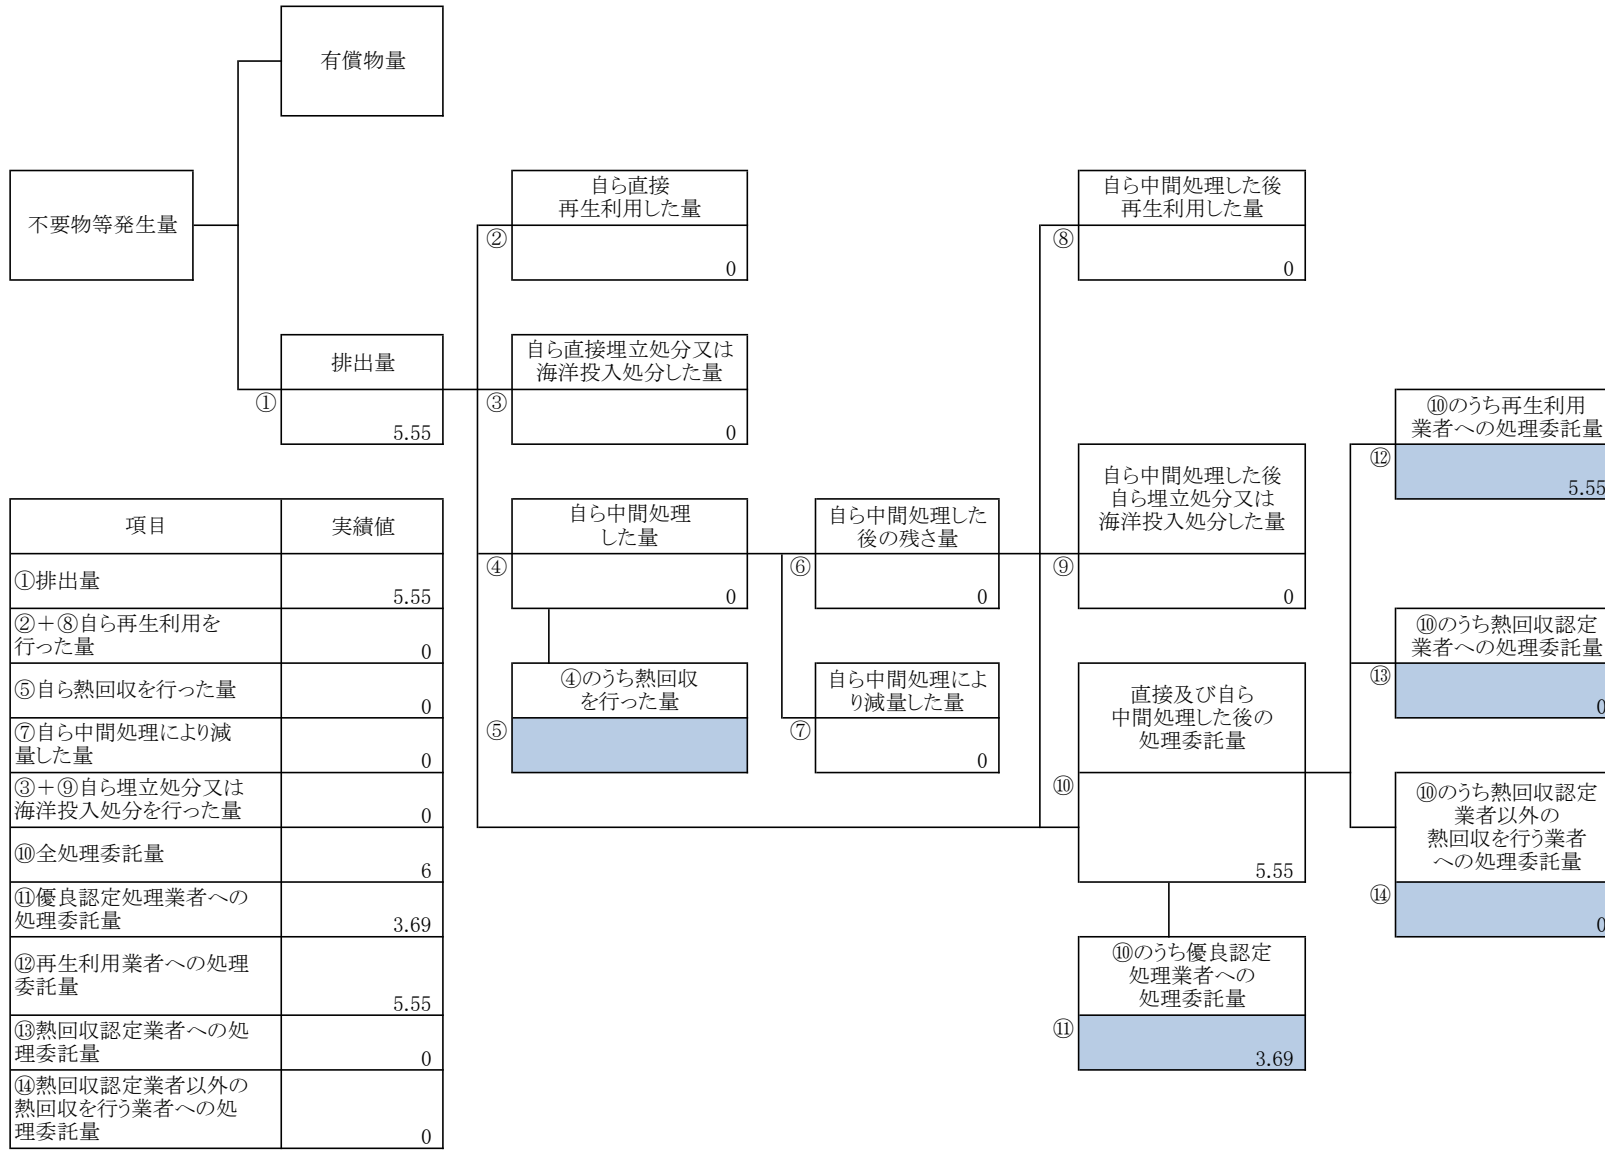 有償物量
不要物等発生量
自ら直接
再生利用した量
②
0
自ら中間処理した後
再生利用した量
⑧
0
排出量
①
5.55
自ら直接埋立処分又は
海洋投入処分した量
③
0
⑩のうち再生利用
業者への処理委託量
⑫
5.55
自ら中間処理
した量
④
0
自ら中間処理した
後の残さ量
⑥
0
自ら中間処理した後
自ら埋立処分又は
海洋投入処分した量
⑨
0
⑩のうち熱回収認定
業者への処理委託量
⑬
0
④のうち熱回収
を行った量
⑤
自ら中間処理によ
り減量した量
⑦
0
直接及び自ら
中間処理した後の
処理委託量
⑩
5.55
⑩のうち熱回収認定
業者以外の
熱回収を行う業者
への処理委託量
⑭
0
⑩のうち優良認定
処理業者への
処理委託量
⑪
3.69
項目
実績値
①排出量
5.55
②+⑧自ら再生利用を
行った量
0
⑤自ら熱回収を行った量
0
⑦自ら中間処理により減
量した量
0
③+⑨自ら埋立処分又は
海洋投入処分を行った量
0
⑩全処理委託量
6
⑪優良認定処理業者への
処理委託量
3.69
⑫再生利用業者への処理
委託量
5.55
⑬熱回収認定業者への処
理委託量
0
⑭熱回収認定業者以外の
熱回収を行う業者への処
理委託量
0